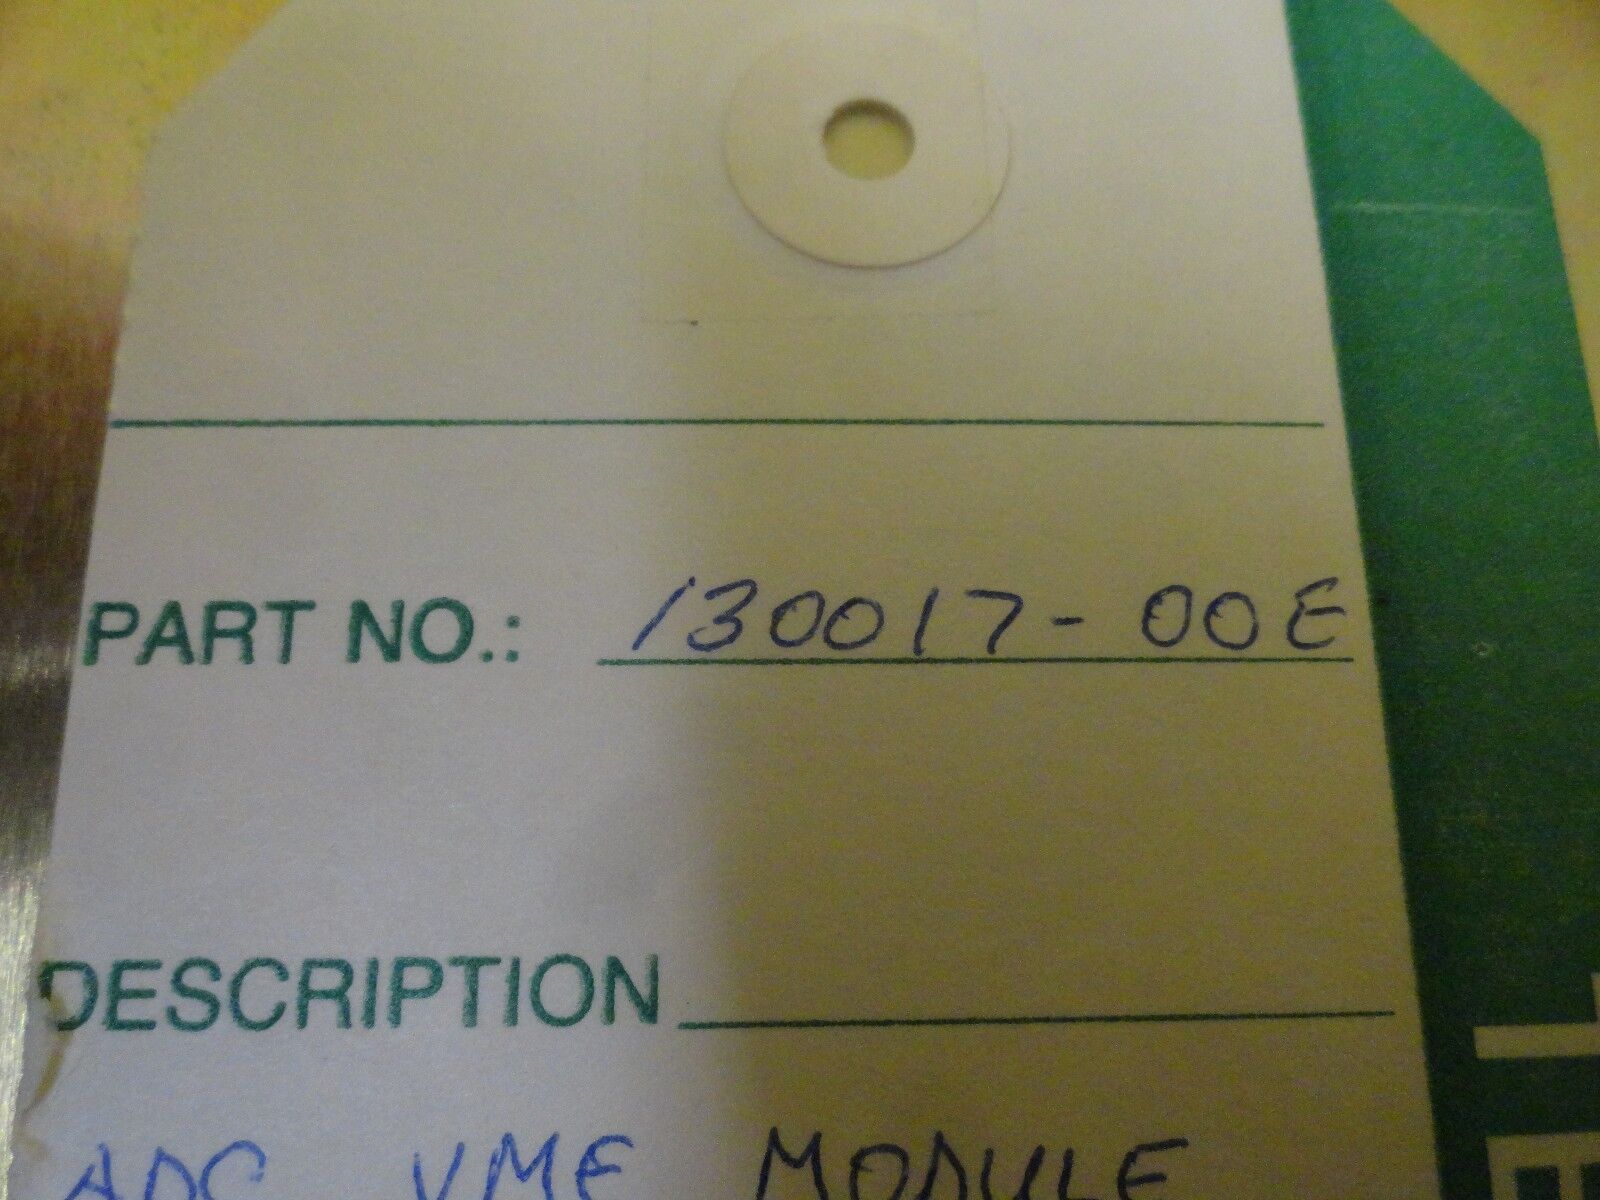 PART NO.: 130017-00E
DESCRIPTION
ADC VME MODULE